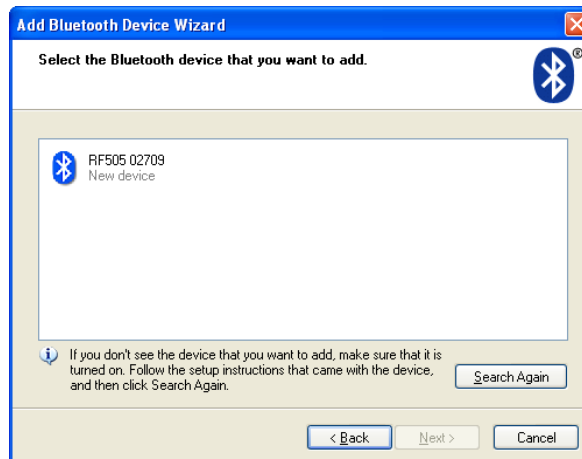 Add Bluetooth Device Wizard
Select the Bluetooth device that you want to add.
®
RF505 02709
New device
If you don't see the device that you want to add, make sure that it is
turned on. Follow the setup instructions that came with the device,
and then click Search Again.
Search Again
< Back
Next >
Cancel